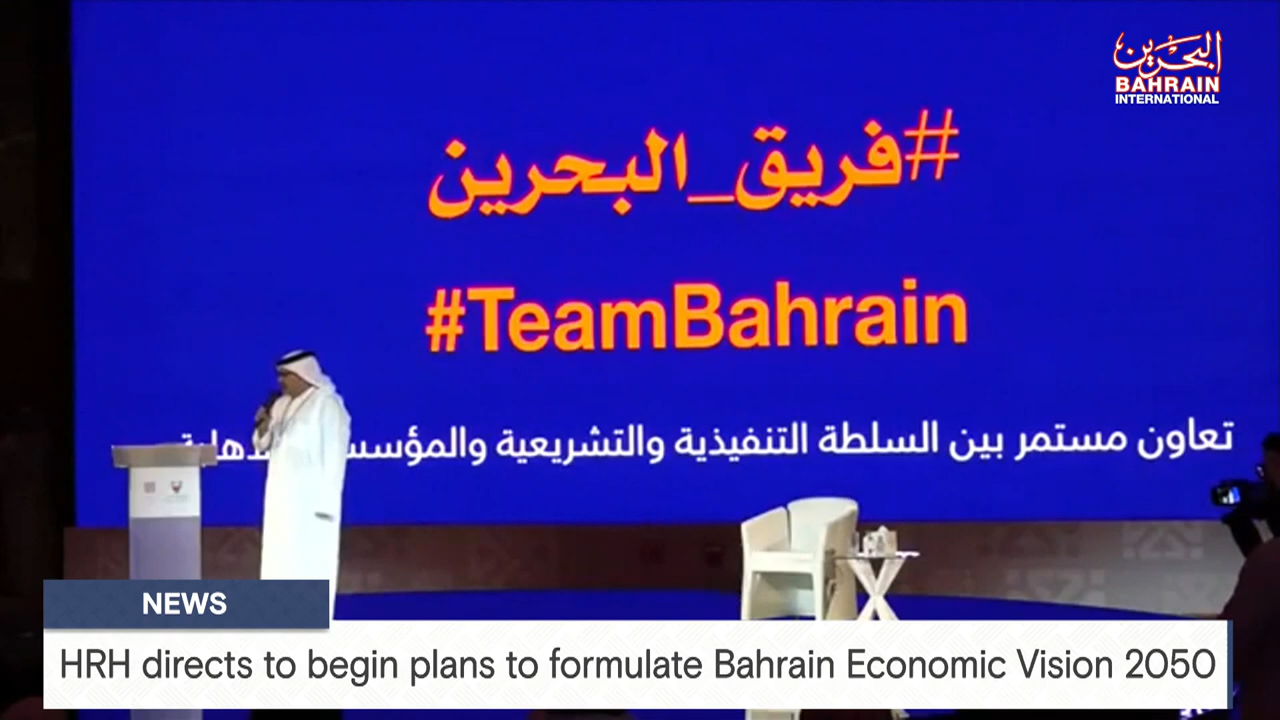 البحرين
BAHRAIN
INTERNATIONAL
#فريق_البحرين
#TeamBahrain
تعاون مستمر بين السلطة التنفيذية والتشريعية
NEWS
HRH directs to begin plans to formulate Bahrain Economic Vision 2050